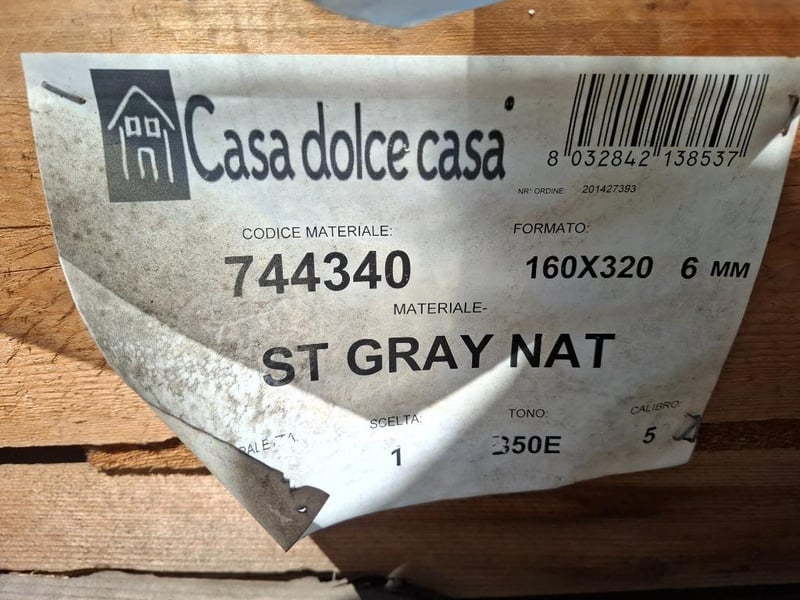 Casa dolce casa
8 032842 138537
NR° ORDINE: 201427393
CODICE MATERIALE: FORMATO:
744340 160X320 6 MM
MATERIALE-
ST GRAY NAT
SCELTA: TONO: CALIBRO:
1 350E 5